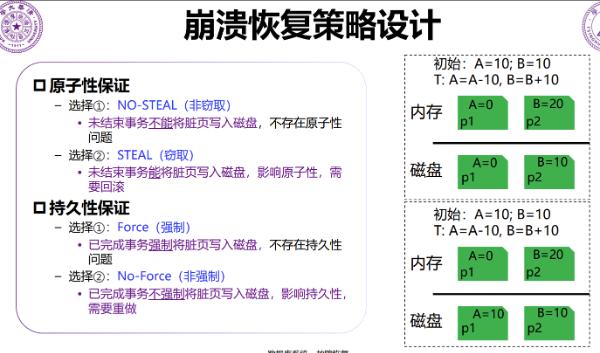 崩溃恢复策略设计
原子性保证
– 选择①：NO-STEAL（非窃取）
• 未结束事务不能将脏页写入磁盘，不存在原子性
问题
– 选择②：STEAL（窃取）
• 未结束事务能将脏页写入磁盘，影响原子性，需
要回滚
持久性保证
– 选择①：Force（强制）
• 已完成事务强制将脏页写入磁盘，不存在持久性
问题
– 选择②：No-Force（非强制）
• 已完成事务不强制将脏页写入磁盘，影响持久性，
需要重做
初始：A=10; B=10
T: A=A-10, B=B+10
内存
A=0
p1
B=20
p2
磁盘
A=0
p1
B=10
p2
初始：A=10; B=10
T: A=A-10, B=B+10
内存
A=0
p1
B=20
p2
磁盘
A=10
p1
B=10
p2